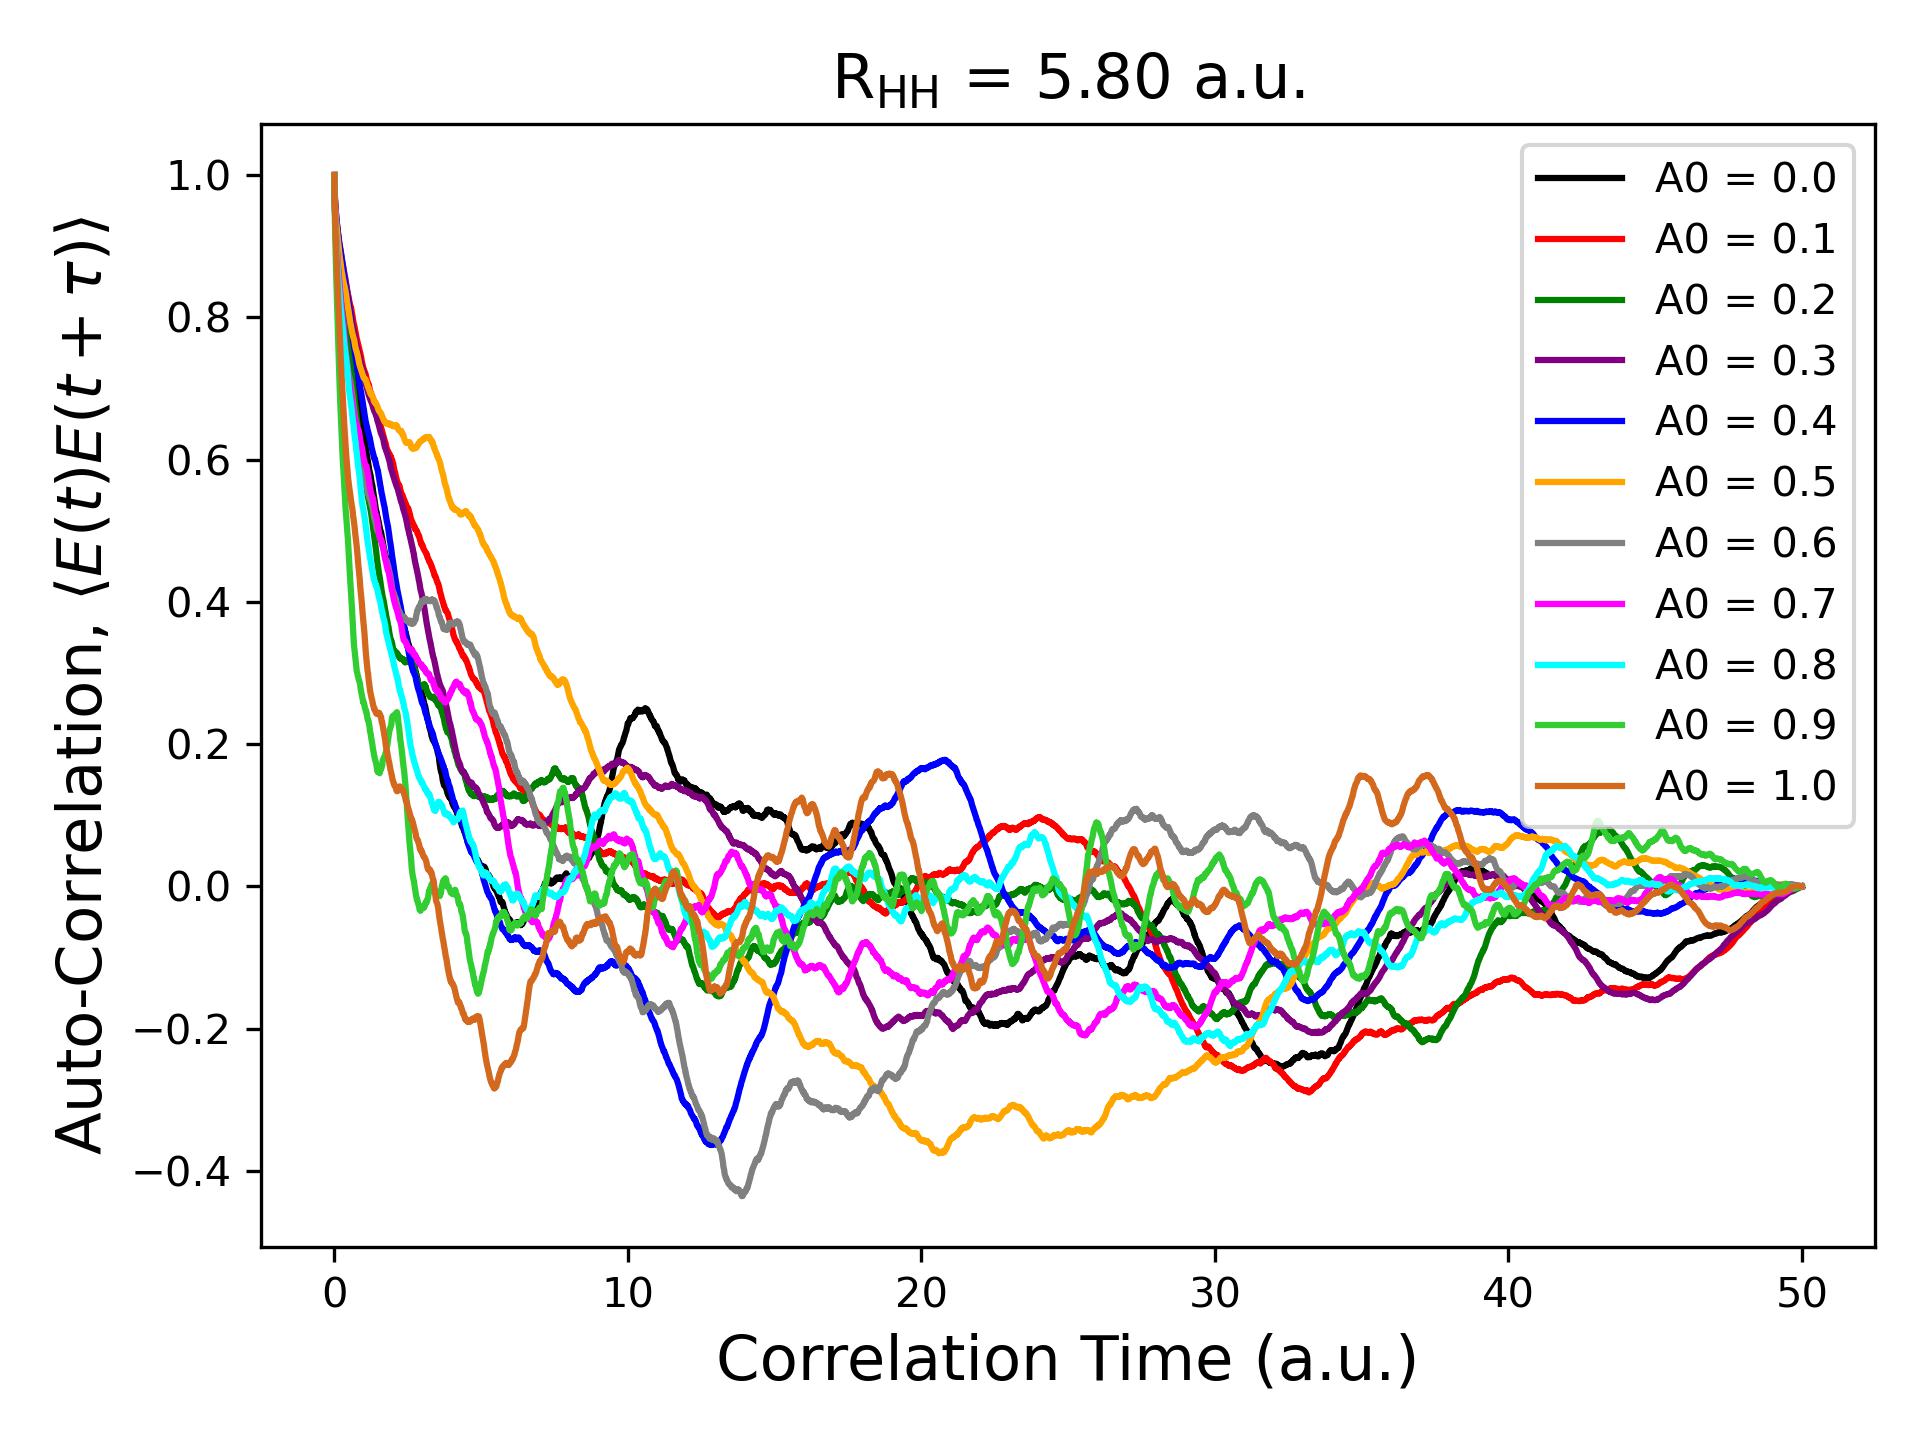 R_HH = 5.80 a.u.
Auto-Correlation, ⟨E(t)E(t + τ)⟩
1.0
0.8
0.6
0.4
0.2
0.0
−0.2
−0.4
A0 = 0.0
A0 = 0.1
A0 = 0.2
A0 = 0.3
A0 = 0.4
A0 = 0.5
A0 = 0.6
A0 = 0.7
A0 = 0.8
A0 = 0.9
A0 = 1.0
0 10 20 30 40 50
Correlation Time (a.u.)